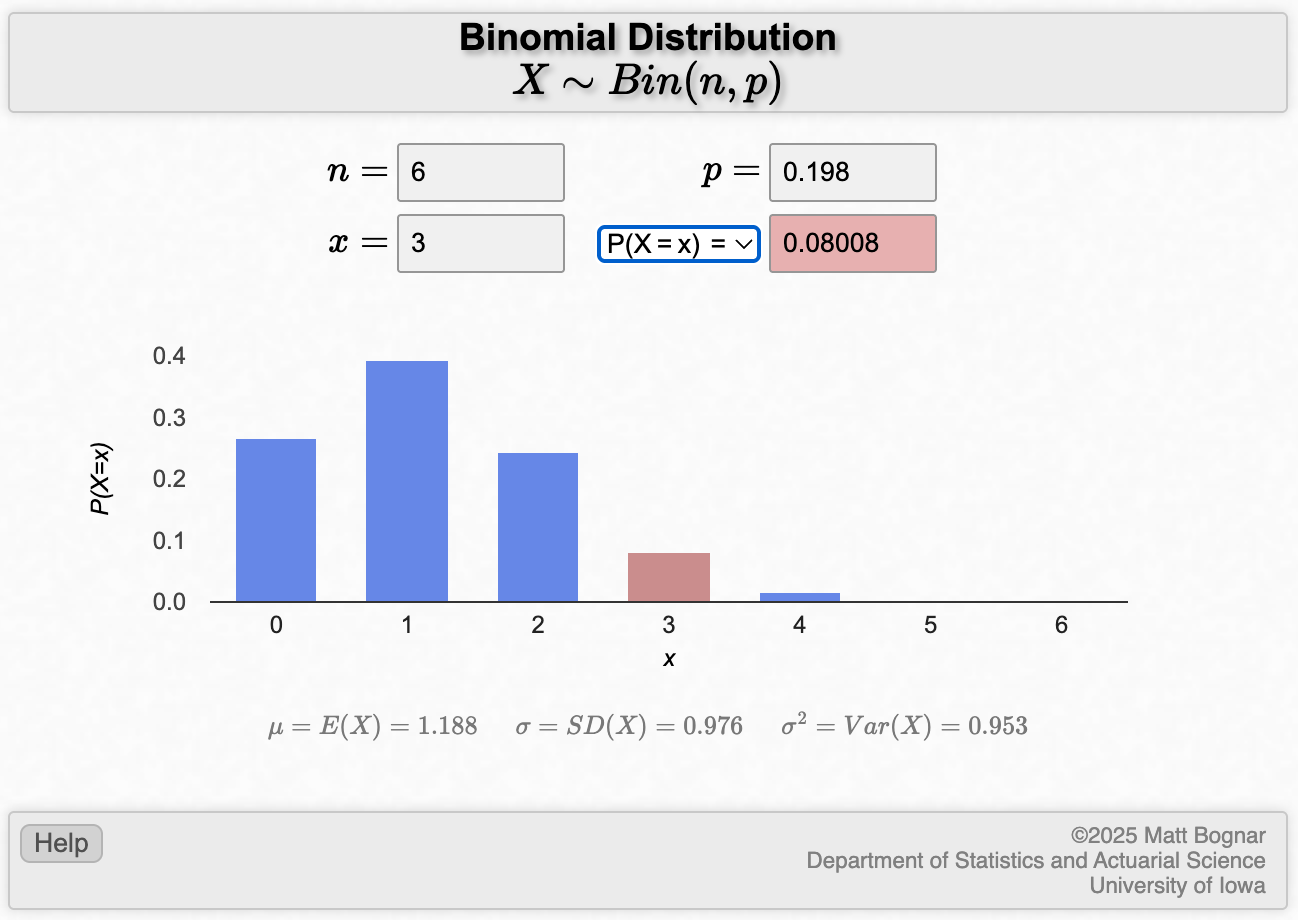 Binomial Distribution
X ∼ Bin(n, p)
n = 6 p = 0.198
x = 3 P(X = x) = 0.08008
0.4
0.3
0.2
0.1
0.0
P(X=x)
0 1 2 3 4 5 6
x
μ = E(X) = 1.188 σ = SD(X) = 0.976 σ² = Var(X) = 0.953
Help
©2025 Matt Bognar
Department of Statistics and Actuarial Science
University of Iowa